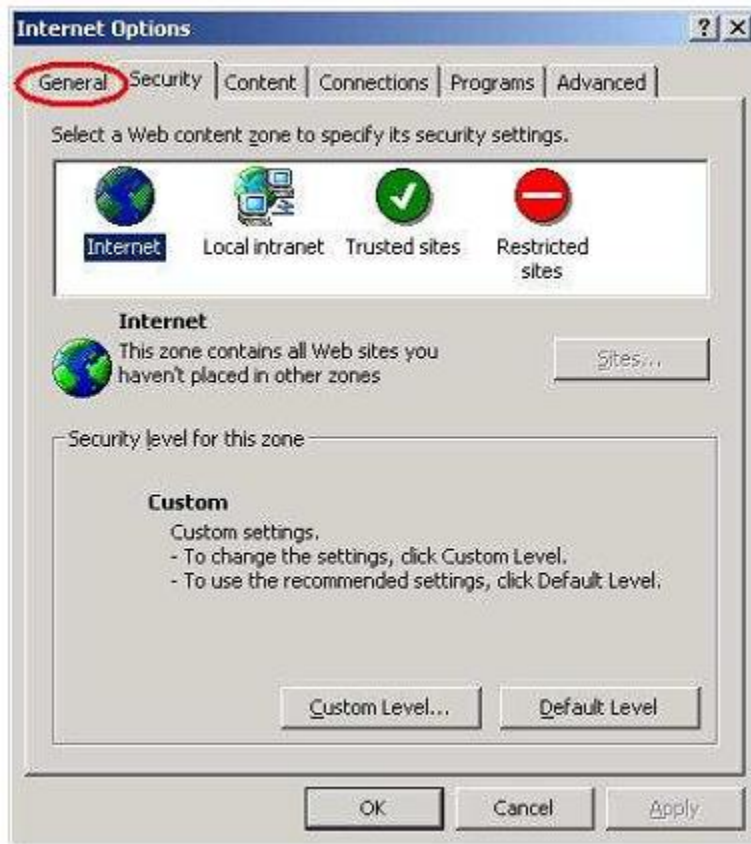 Internet Options
General Security Content Connections Programs Advanced
Select a Web content zone to specify its security settings.
Internet Local intranet Trusted sites Restricted sites
Internet
This zone contains all Web sites you
haven't placed in other zones
Sites...
Security level for this zone
Custom
Custom settings.
- To change the settings, click Custom Level.
- To use the recommended settings, click Default Level.
Custom Level... Default Level
OK Cancel Apply